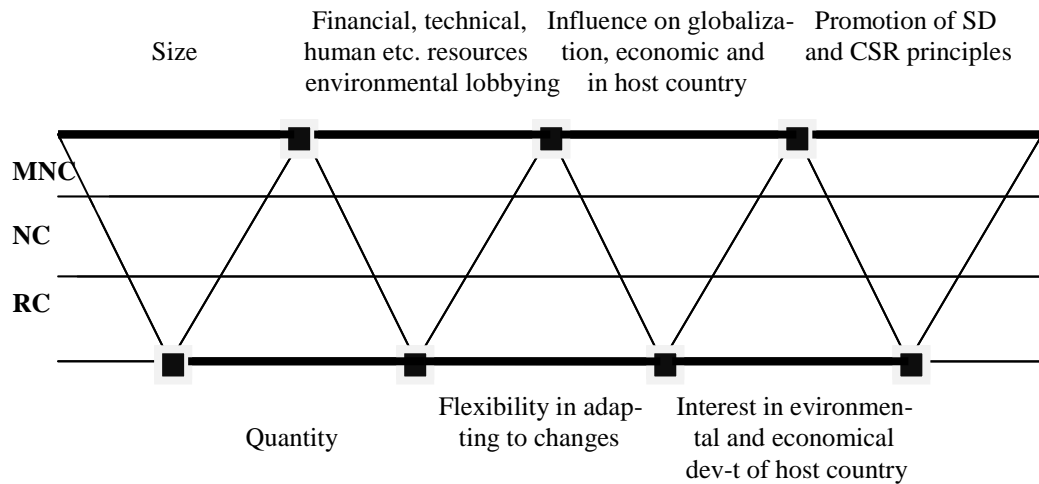 Size
Financial, technical,
human etc. resources
environmental lobbying
Influence on globaliza-
tion, economic and
in host country
Promotion of SD
and CSR principles
MNC
NC
RC
Quantity
Flexibility in adap-
ting to changes
Interest in evironmen-
tal and economical
dev-t of host country